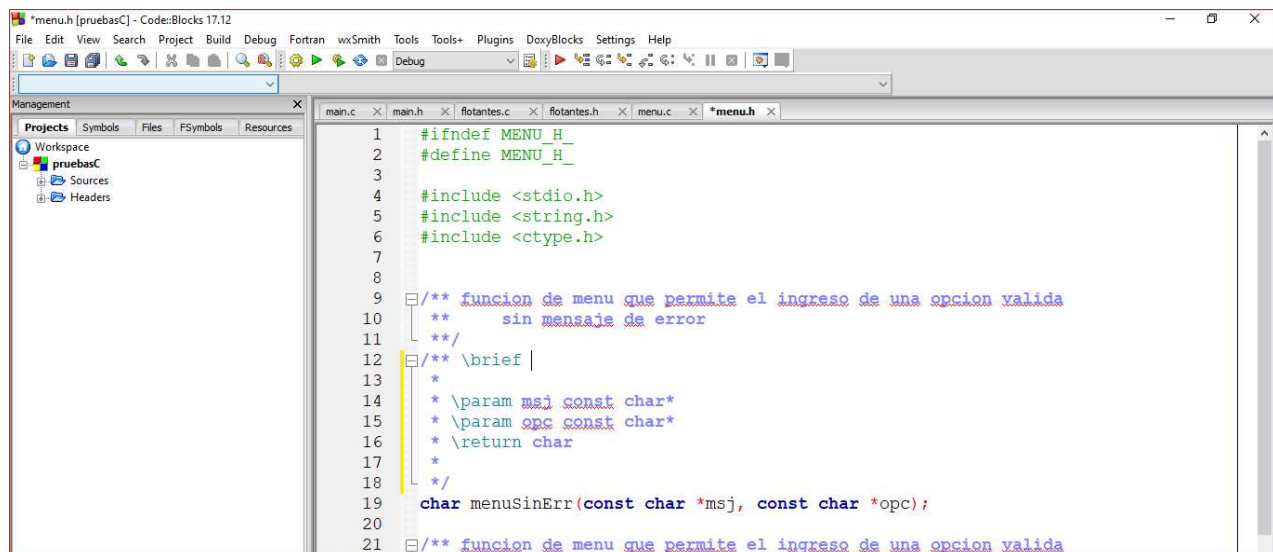 *menu.h [pruebasC] - Code::Blocks 17.12
File Edit View Search Project Build Debug Fortran wxSmith Tools Tools+ Plugins DoxyBlocks Settings Help
Debug
Management
main.c main.h flotantes.c flotantes.h menu.c *menu.h
Projects Symbols Files FSymbols Resources
Workspace
pruebasC
Sources
Headers
1 #ifndef MENU_H_
2 #define MENU_H_
3
4 #include <stdio.h>
5 #include <string.h>
6 #include <ctype.h>
7
8
9 /** funcion de menu que permite el ingreso de una opcion valida
10 ** sin mensaje de error
11 **/
12 /** \brief
13 *
14 * \param msj const char*
15 * \param opc const char*
16 * \return char
17 *
18 */
19 char menuSinErr(const char *msj, const char *opc);
20
21 /** funcion de menu que permite el ingreso de una opcion valida